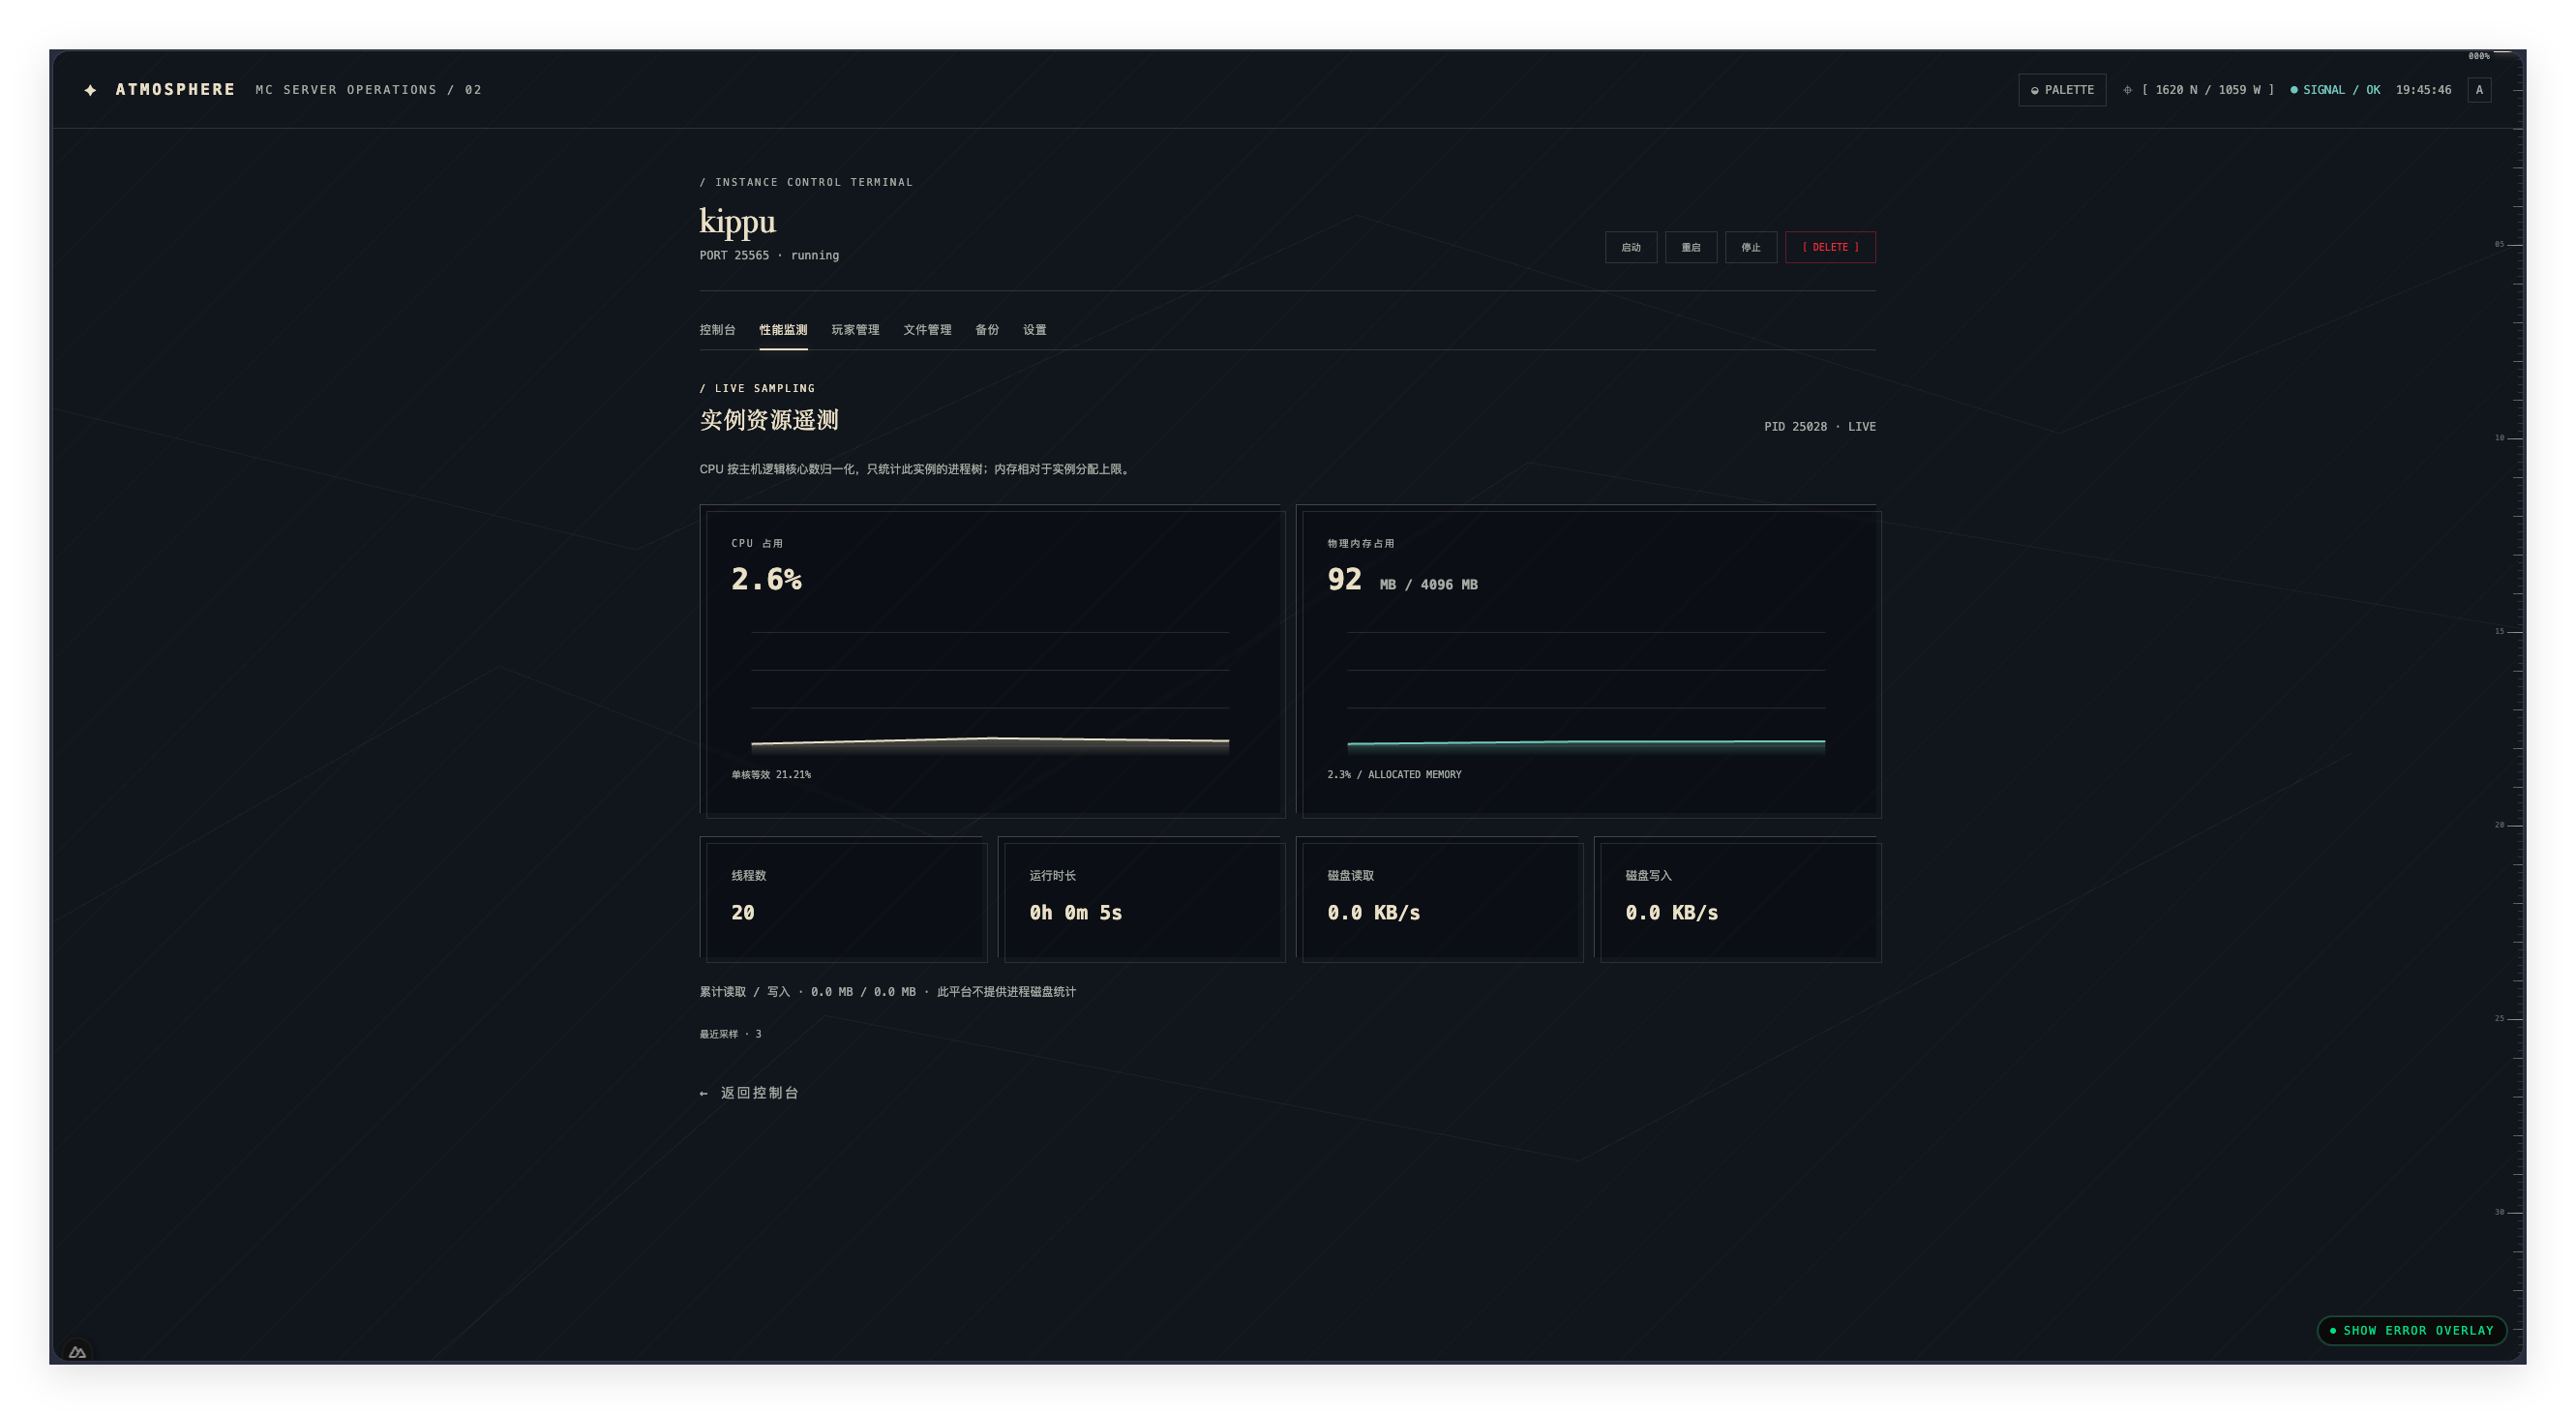 000%
✦ ATMOSPHERE MC SERVER OPERATIONS / 02
PALETTE [ 1620 N / 1059 W ] SIGNAL / OK 19:45:46 A
/ INSTANCE CONTROL TERMINAL
kippu
PORT 25565 · running
启动 重启 停止 [ DELETE ]
控制台 性能监测 玩家管理 文件管理 备份 设置
/ LIVE SAMPLING
实例资源遥测
PID 25028 · LIVE
CPU 按主机逻辑核心数归一化，只统计此实例的进程树；内存相对于实例分配上限。
CPU 占用
2.6%
单核等效 21.21%
物理内存占用
92 MB / 4096 MB
2.3% / ALLOCATED MEMORY
线程数
20
运行时长
0h 0m 5s
磁盘读取
0.0 KB/s
磁盘写入
0.0 KB/s
累计读取 / 写入 · 0.0 MB / 0.0 MB · 此平台不提供进程磁盘统计
最近采样 · 3
← 返回控制台
05
10
15
20
25
30
SHOW ERROR OVERLAY